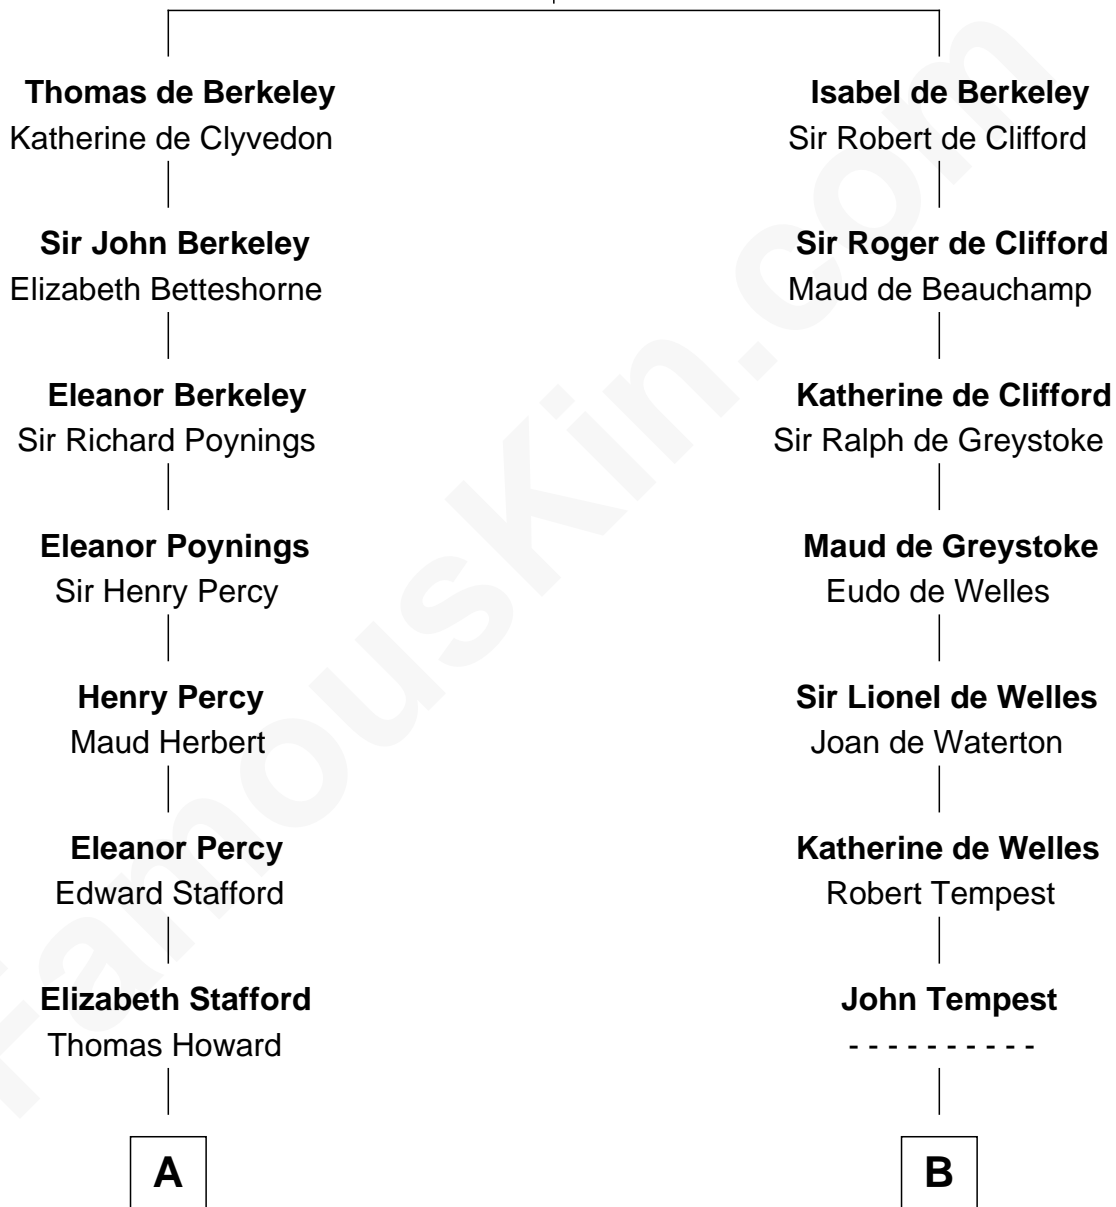 Thomas de Berkeley
Katherine de Clyvedon
Sir John Berkeley
Elizabeth Betteshorne
Eleanor Berkeley
Sir Richard Poynings
Eleanor Poynings
Sir Henry Percy
Henry Percy
Maud Herbert
Eleanor Percy
Edward Stafford
Elizabeth Stafford
Thomas Howard
A
Isabel de Berkeley
Sir Robert de Clifford
Sir Roger de Clifford
Maud de Beauchamp
Katherine de Clifford
Sir Ralph de Greystoke
Maud de Greystoke
Eudo de Welles
Sir Lionel de Welles
Joan de Waterton
Katherine de Welles
Robert Tempest
John Tempest
- - - - - - - - - -
B
FamousKin.com